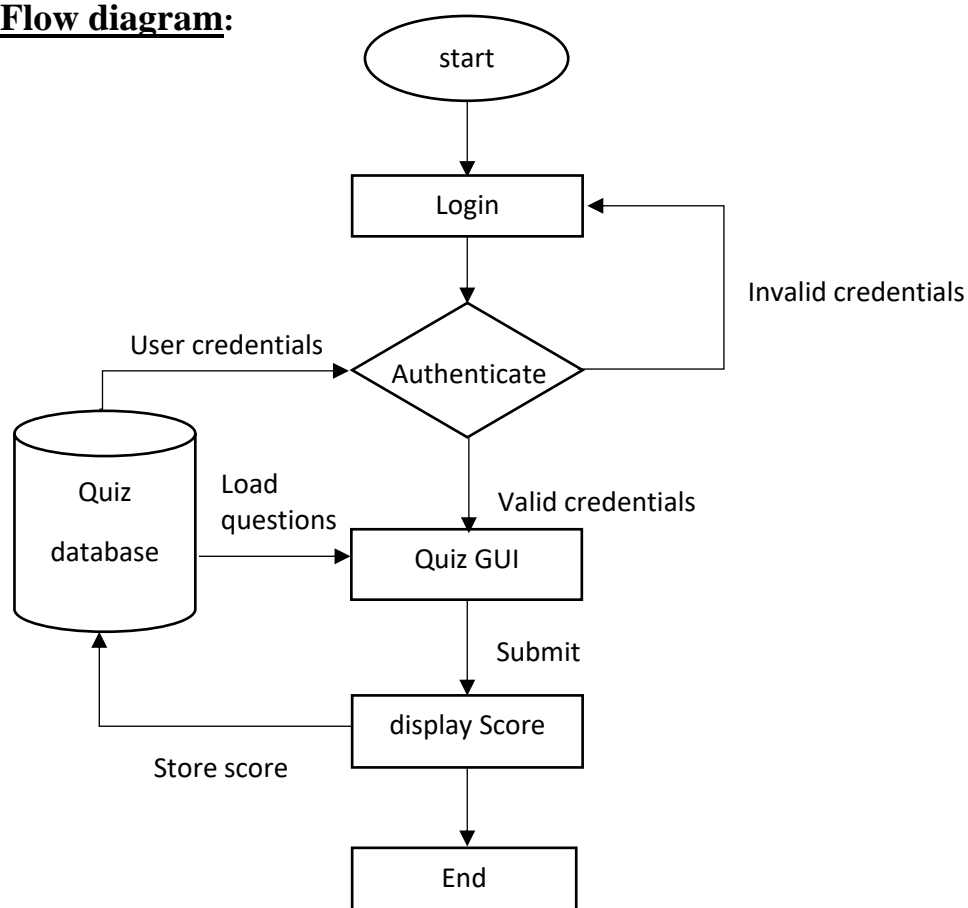 Flow diagram:
start
Login
Invalid credentials
User credentials
Authenticate
Quiz
database
Load
questions
Valid credentials
Quiz GUI
Submit
display Score
Store score
End